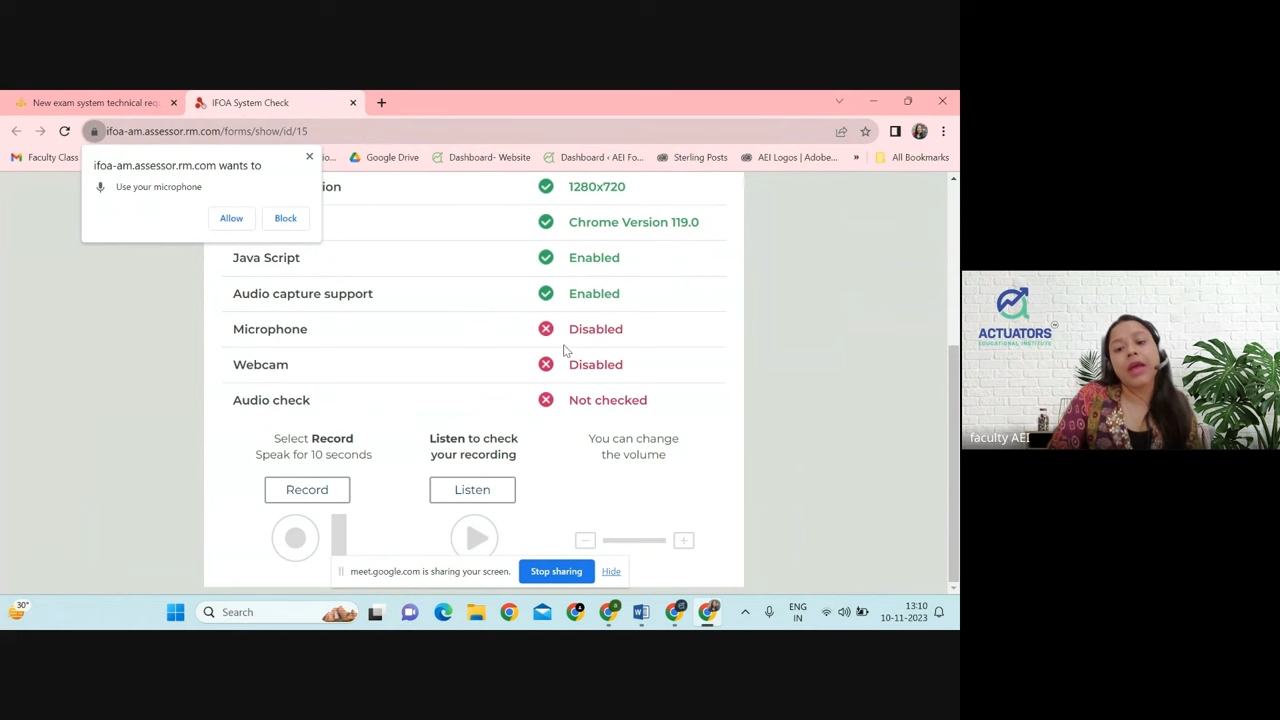 New exam system technical req
IFOA System Check
ifoa-am.assessor.rm.com/forms/show/id/15
Faculty Class
Google Drive
Dashboard- Website
Dashboard ‹ AEI Fo...
Sterling Posts
AEI Logos | Adobe...
»
All Bookmarks
ifoa-am.assessor.rm.com wants to
Use your microphone
Allow
Block
ion
1280x720
Chrome Version 119.0
Java Script
Enabled
Audio capture support
Enabled
Microphone
Disabled
Webcam
Disabled
Audio check
Not checked
Select Record
Speak for 10 seconds
Listen to check
your recording
You can change
the volume
Record
Listen
meet.google.com is sharing your screen.
Stop sharing
Hide
30°
Search
ENG
IN
13:10
10-11-2023
ACTUATORS
EDUCATIONAL INSTITUTE
faculty AEI